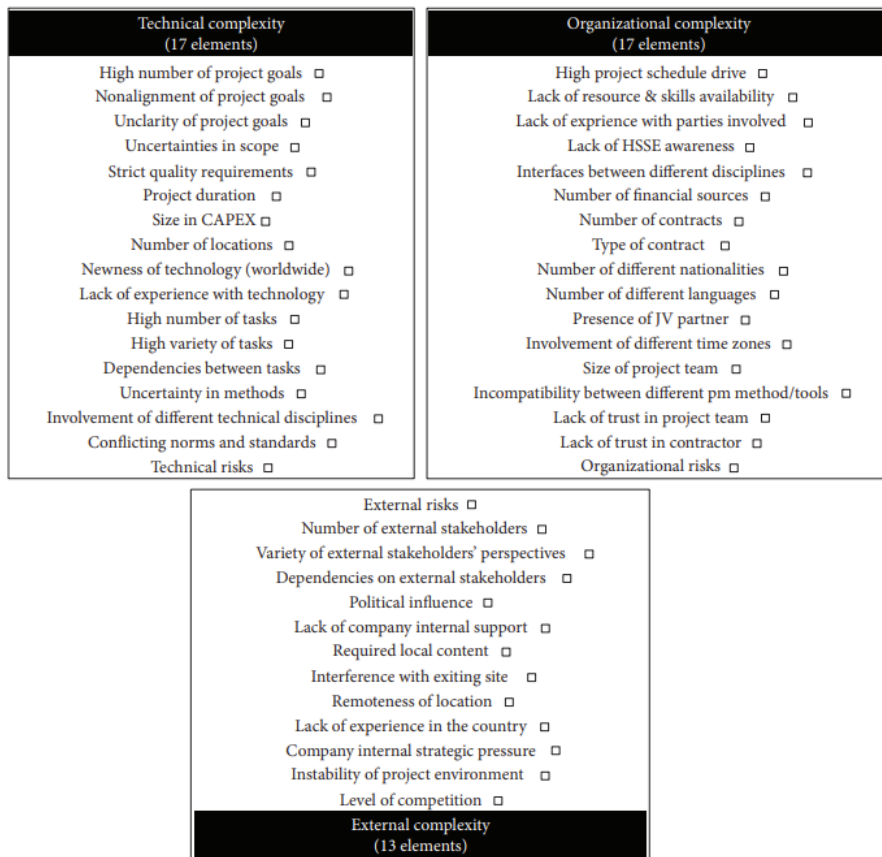 Technical complexity
(17 elements)
High number of project goals □
Nonalignment of project goals □
Unclarity of project goals □
Uncertainties in scope □
Strict quality requirements □
Project duration □
Size in CAPEX □
Number of locations □
Newness of technology (worldwide) □
Lack of experience with technology □
High number of tasks □
High variety of tasks □
Dependencies between tasks □
Uncertainty in methods □
Involvement of different technical disciplines □
Conflicting norms and standards □
Technical risks □
Organizational complexity
(17 elements)
High project schedule drive □
Lack of resource & skills availability □
Lack of exprience with parties involved □
Lack of HSSE awareness □
Interfaces between different disciplines □
Number of financial sources □
Number of contracts □
Type of contract □
Number of different nationalities □
Number of different languages □
Presence of JV partner □
Involvement of different time zones □
Size of project team □
Incompatibility between different pm method/tools □
Lack of trust in project team □
Lack of trust in contractor □
Organizational risks □
External risks □
Number of external stakeholders □
Variety of external stakeholders' perspectives □
Dependencies on external stakeholders □
Political influence □
Lack of company internal support □
Required local content □
Interference with exiting site □
Remoteness of location □
Lack of experience in the country □
Company internal strategic pressure □
Instability of project environment □
Level of competition □
External complexity
(13 elements)